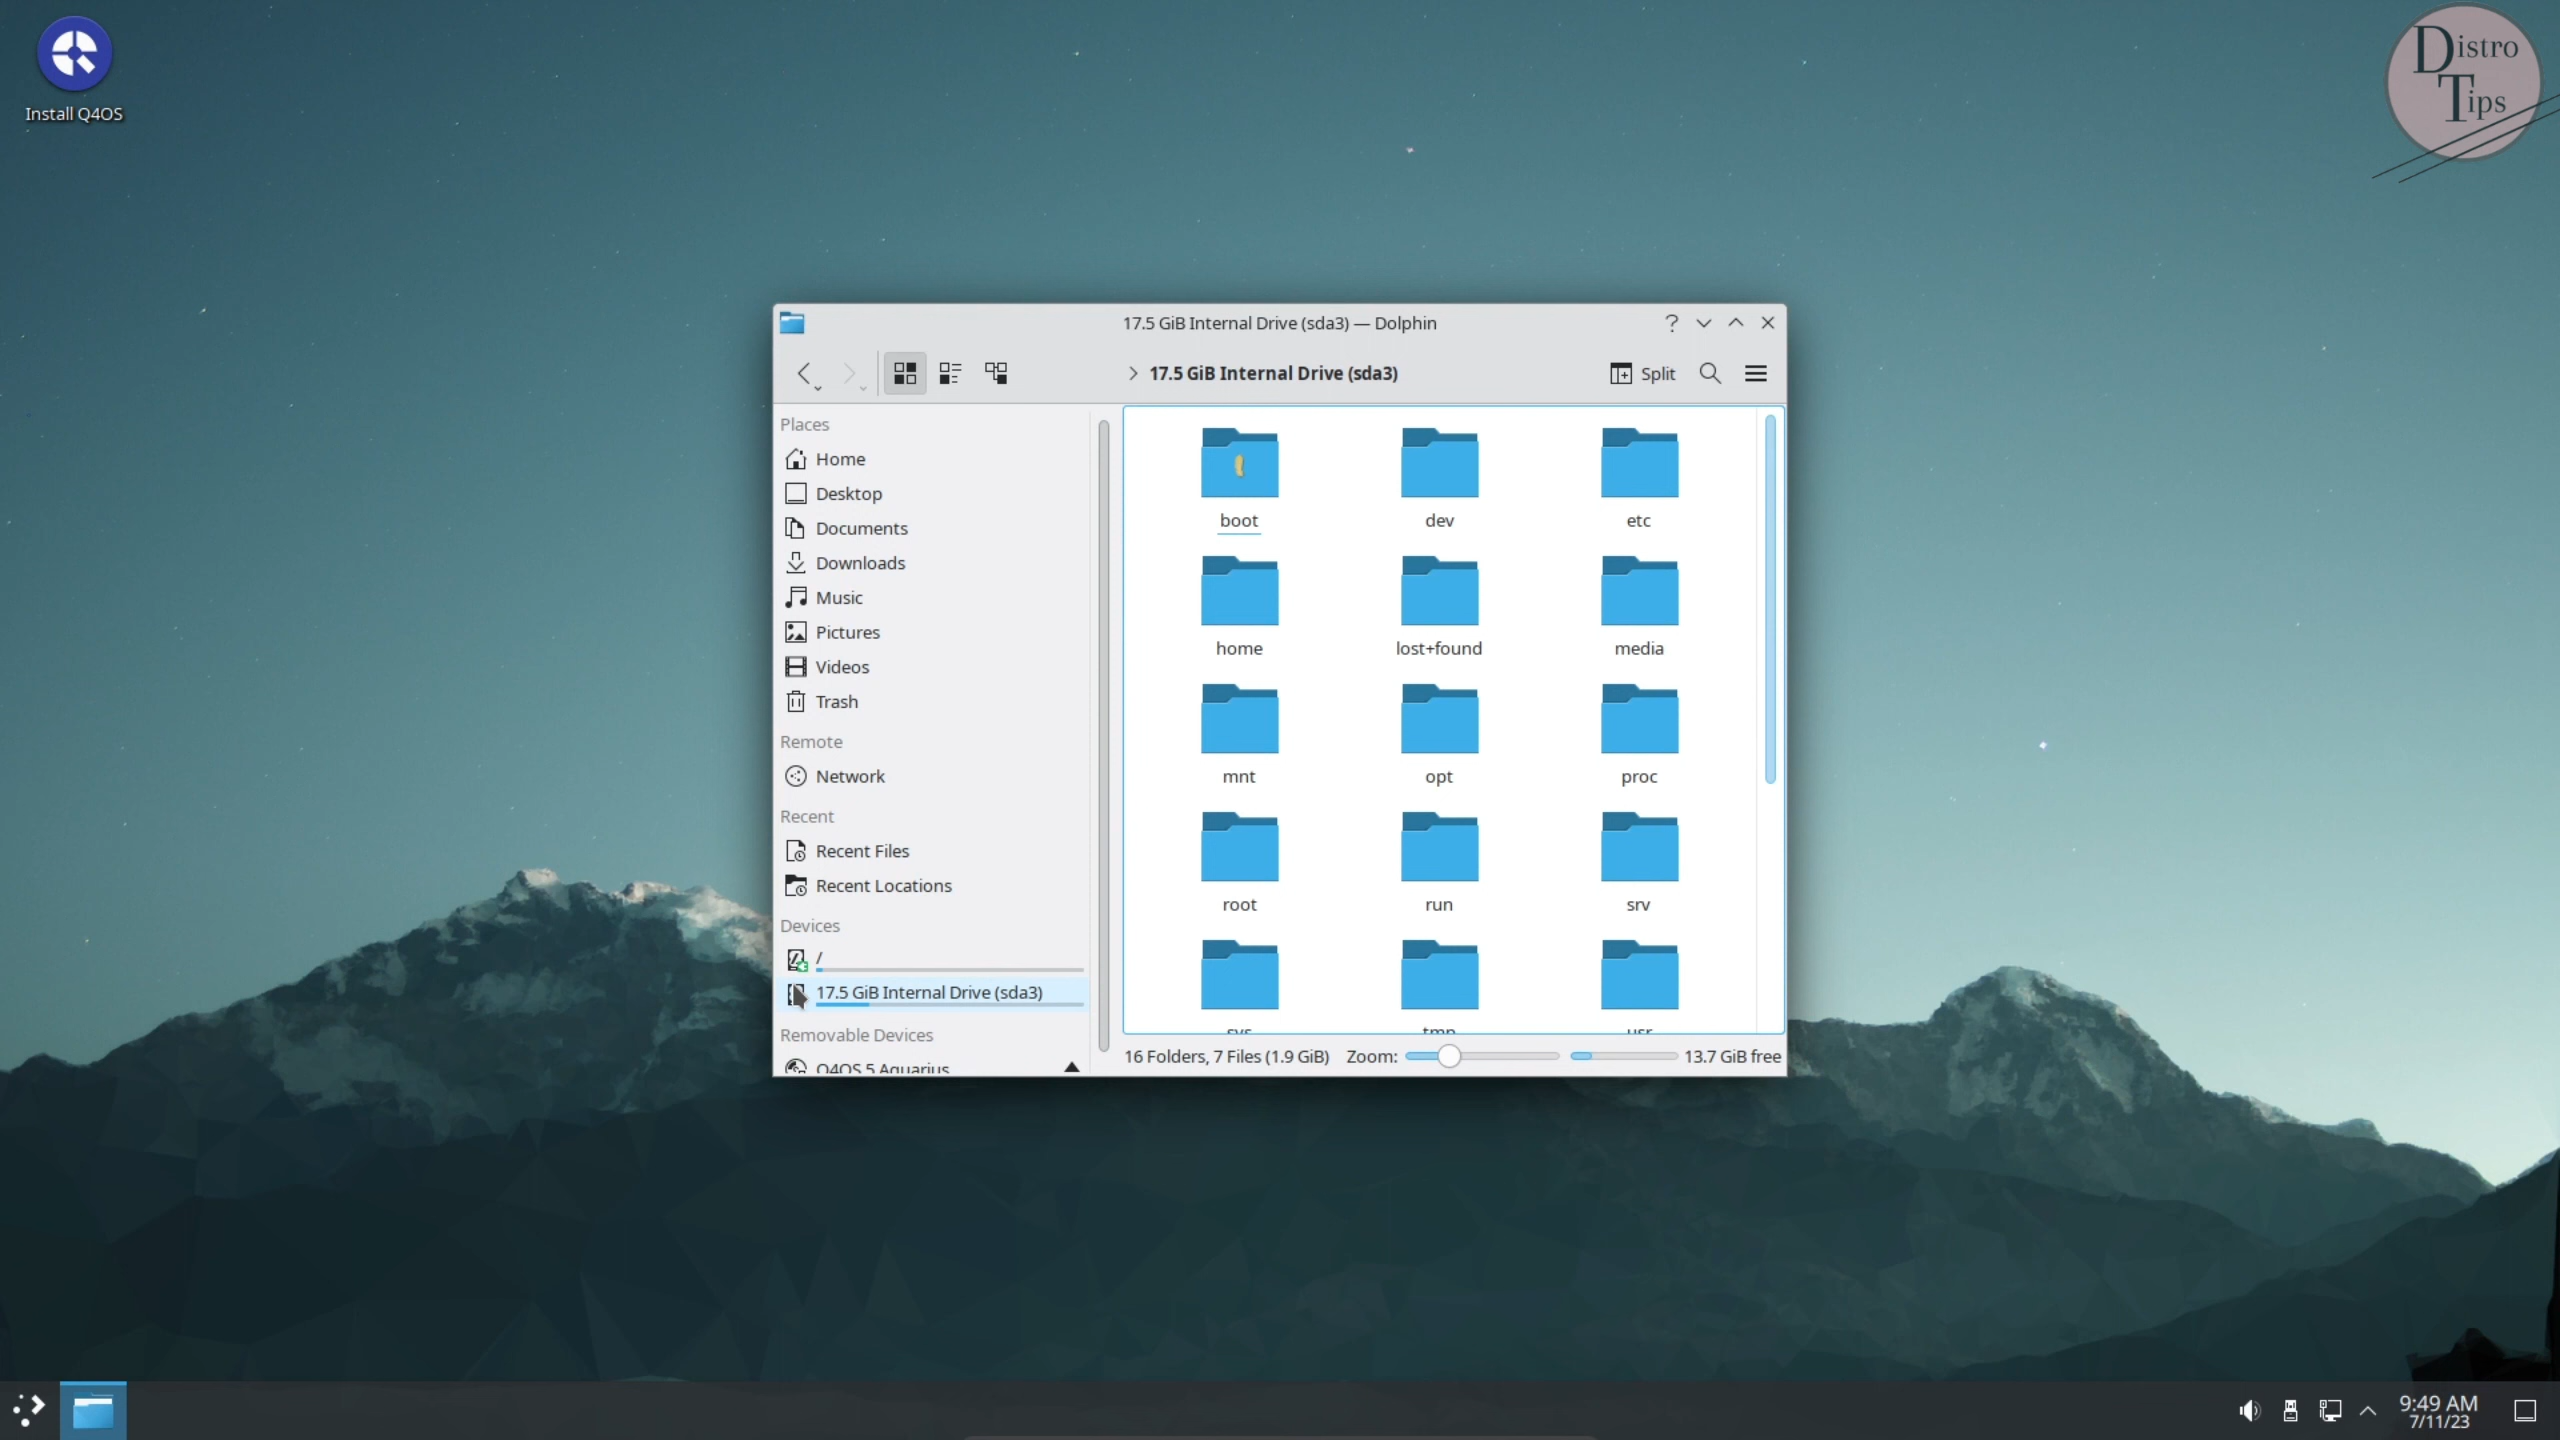 Install Q4OS
Distro
Tips
17.5 GiB Internal Drive (sda3) — Dolphin
17.5 GiB Internal Drive (sda3)
Split
Places
Home
Desktop
Documents
Downloads
Music
Pictures
Videos
Trash
Remote
Network
Recent
Recent Files
Recent Locations
Devices
/
17.5 GiB Internal Drive (sda3)
Removable Devices
Q4OS 5 Aquarius
boot
dev
etc
home
lost+found
media
mnt
opt
proc
root
run
srv
sys
tmp
usr
16 Folders, 7 Files (1.9 GiB)
Zoom:
13.7 GiB free
9:49 AM
7/11/23